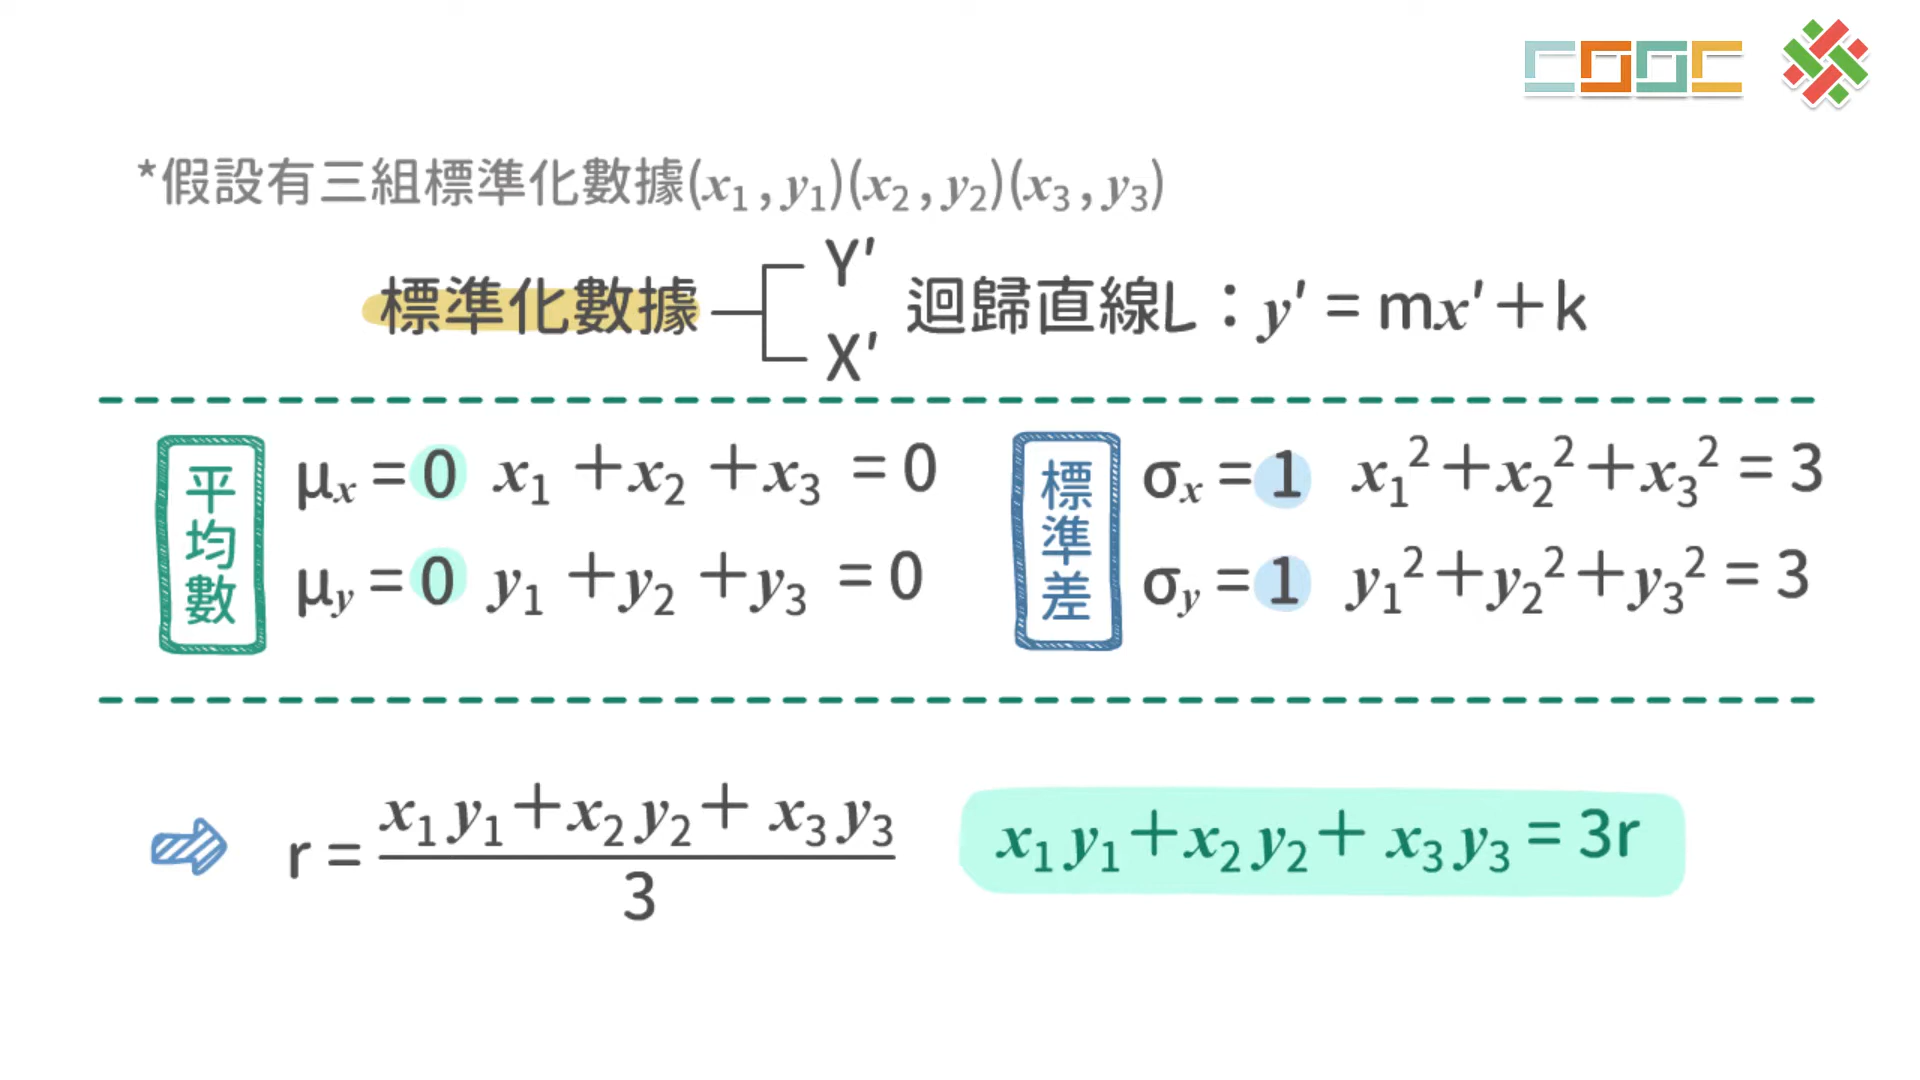 COOC
*假設有三組標準化數據(x₁ , y₁)(x₂ , y₂)(x₃ , y₃)
標準化數據
Y′
X′
迴歸直線L：y′ = mx′＋k
平均數
μₓ = 0 x₁ ＋x₂ ＋x₃ = 0
μᵧ = 0 y₁ ＋y₂ ＋y₃ = 0
標準差
σₓ = 1 x₁²＋x₂²＋x₃² = 3
σᵧ = 1 y₁²＋y₂²＋y₃² = 3
r = (x₁y₁＋x₂y₂＋ x₃y₃)/3
x₁y₁＋x₂y₂＋ x₃y₃ = 3r